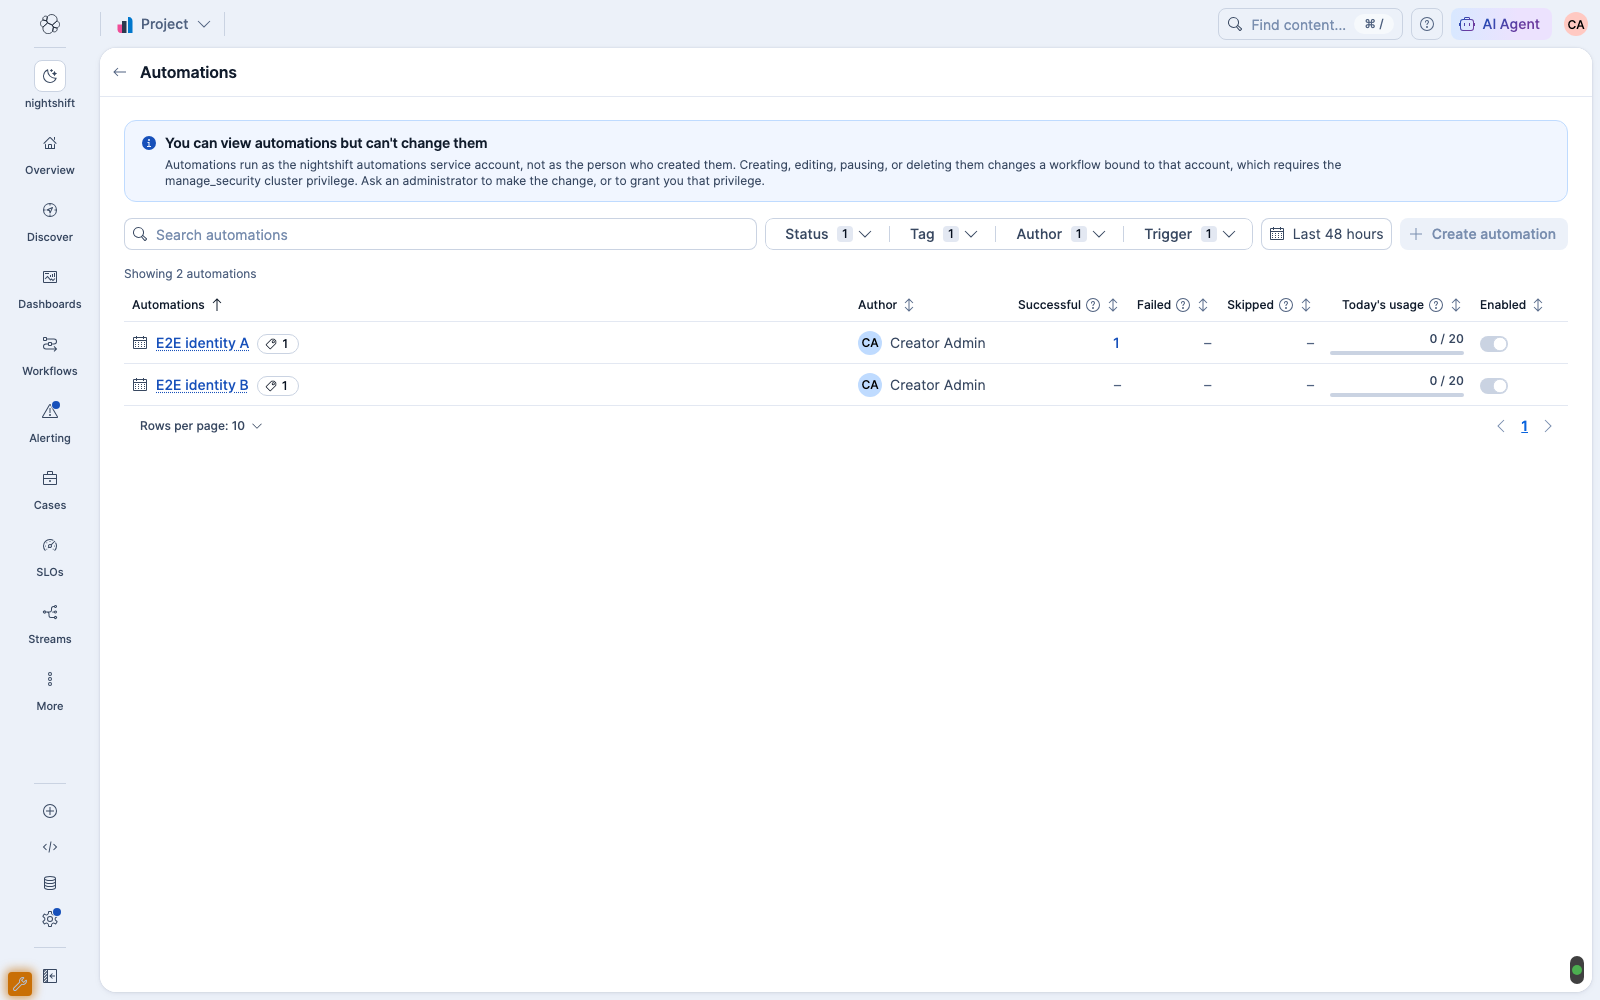 Project
Find content... ⌘ /
AI Agent
CA
nightshift
Overview
Discover
Dashboards
Workflows
Alerting
Cases
SLOs
Streams
More
Automations
You can view automations but can't change them
Automations run as the nightshift automations service account, not as the person who created them. Creating, editing, pausing, or deleting them changes a workflow bound to that account, which requires the
manage_security cluster privilege. Ask an administrator to make the change, or to grant you that privilege.
Search automations
Status 1 Tag 1 Author 1 Trigger 1
Last 48 hours
Create automation
Showing 2 automations
Automations Author Successful Failed Skipped Today's usage Enabled
E2E identity A 1 CA Creator Admin 1 – – 0 / 20
E2E identity B 1 CA Creator Admin – – – 0 / 20
Rows per page: 10
1